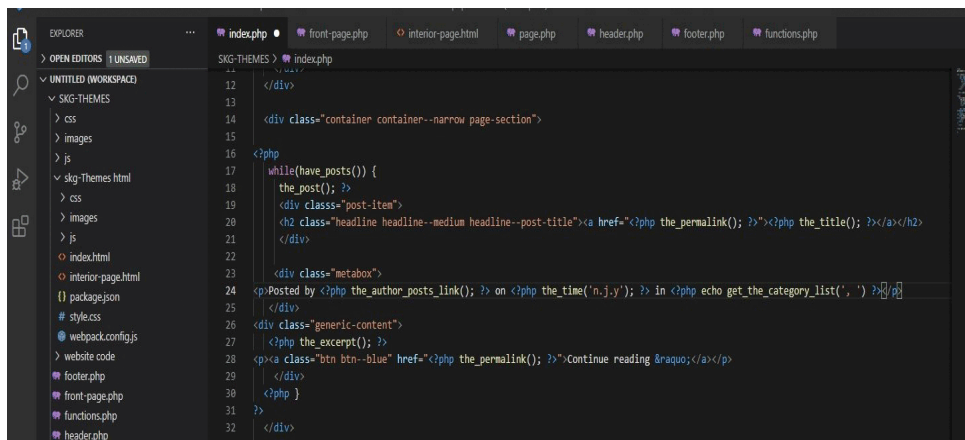 EXPLORER ...
OPEN EDITORS 1 UNSAVED
UNTITLED (WORKSPACE)
SKG-THEMES
css
images
js
skg-Themes html
css
images
js
index.html
interior-page.html
package.json
style.css
webpack.config.js
website code
footer.php
front-page.php
functions.php
header.php
index.php front-page.php interior-page.html page.php header.php footer.php functions.php
SKG-THEMES > index.php
11 </div>
12 </div>
13
14 <div class="container container--narrow page-section">
15
16 <?php
17 while(have_posts()) {
18 the_post(); ?>
19 <div classs="post-item">
20 <h2 class="headline headline--medium headline--post-title"><a href="<?php the_permalink(); ?>"><?php the_title(); ?></a></h2>
21 </div>
22
23 <div class="metabox">
24 <p>Posted by <?php the_author_posts_link(); ?> on <?php the_time('n.j.y'); ?> in <?php echo get_the_category_list(', ') ?></p>
25 </div>
26 <div class="generic-content">
27 <?php the_excerpt(); ?>
28 <p><a class="btn btn--blue" href="<?php the_permalink(); ?>">Continue reading &raquo;</a></p>
29 </div>
30 <?php }
31 ?>
32 </div>